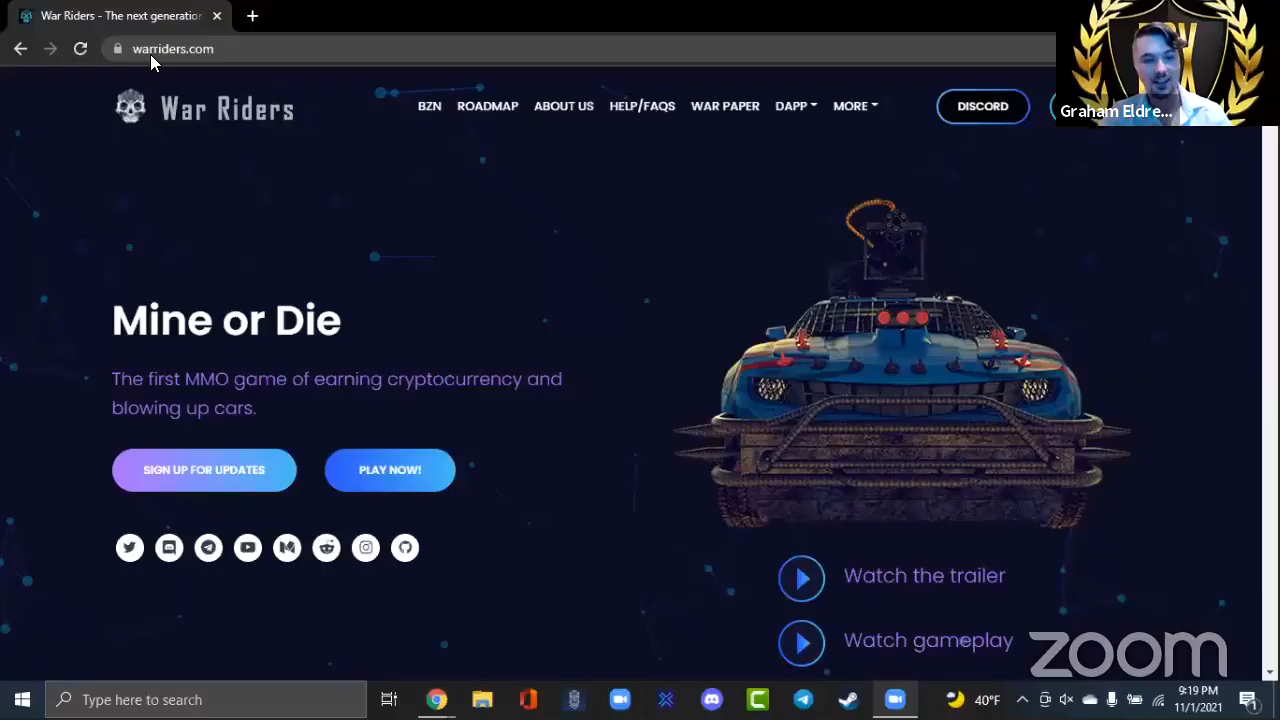 War Riders - The next generation
warriders.com
War Riders
BZN
ROADMAP
ABOUT US
HELP/FAQS
WAR PAPER
DAPP
MORE
DISCORD
Graham Eldre...
Mine or Die
The first MMO game of earning cryptocurrency and
blowing up cars.
SIGN UP FOR UPDATES
PLAY NOW!
Watch the trailer
Watch gameplay
zoom
Type here to search
40°F
9:19 PM
11/1/2021
1